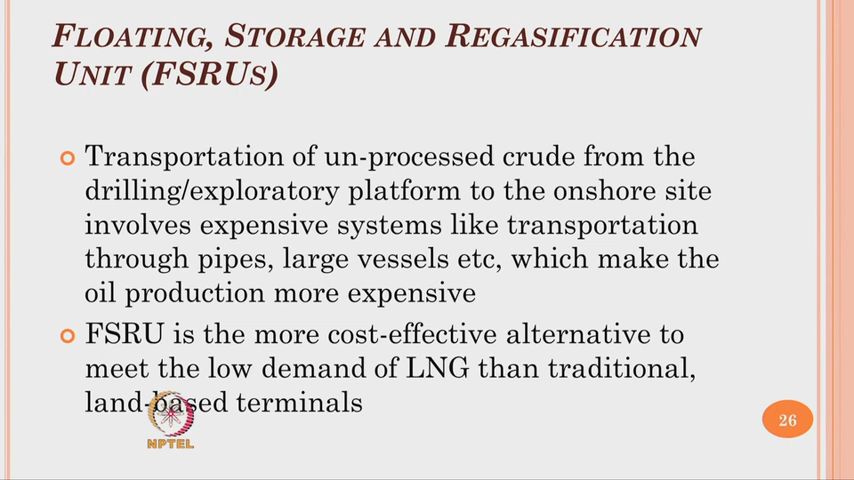 FLOATING, STORAGE AND REGASIFICATION
UNIT (FSRUS)
Transportation of un-processed crude from the
drilling/exploratory platform to the onshore site
involves expensive systems like transportation
through pipes, large vessels etc, which make the
oil production more expensive
FSRU is the more cost-effective alternative to
meet the low demand of LNG than traditional,
land-based terminals
26
NPTEL